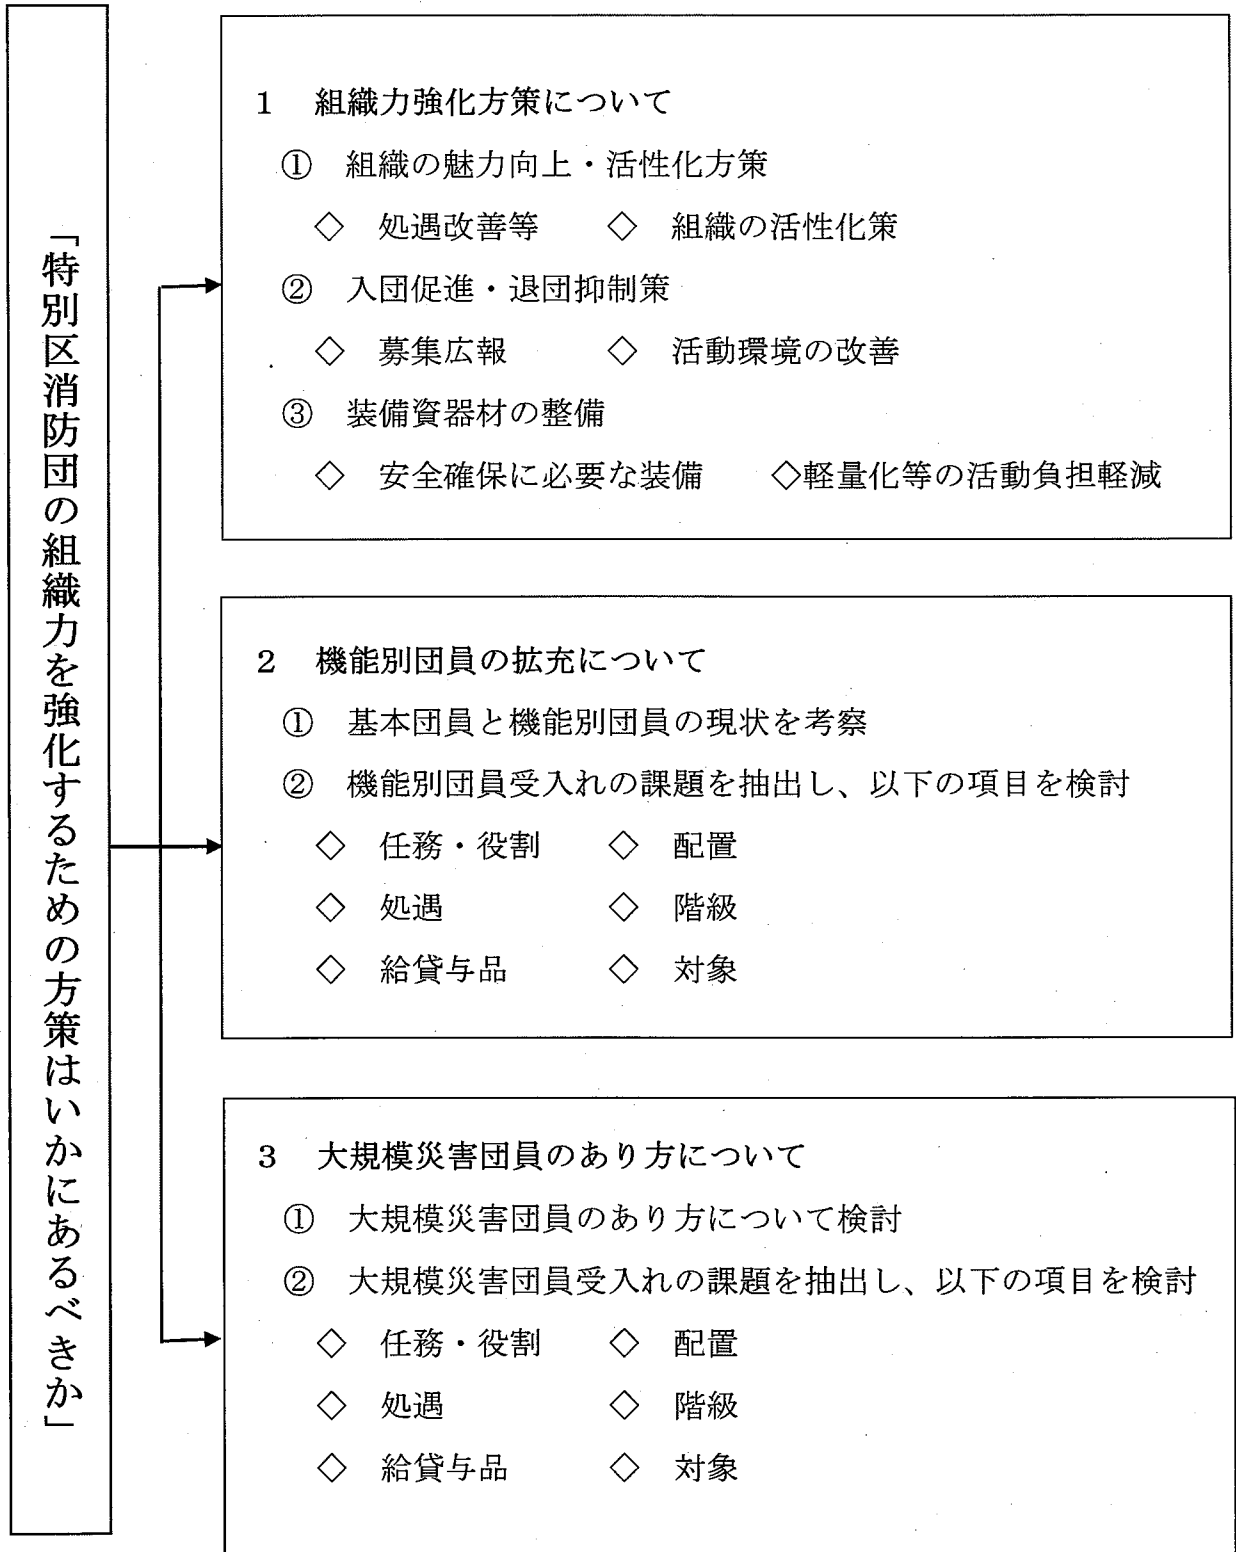 「特別区消防団の組織力を強化するための方策はいかにあるべきか」
1 組織力強化方策について
① 組織の魅力向上・活性化方策
◇ 処遇改善等 ◇ 組織の活性化策
② 入団促進・退団抑制策
◇ 募集広報 ◇ 活動環境の改善
③ 装備資器材の整備
◇ 安全確保に必要な装備 ◇軽量化等の活動負担軽減
2 機能別団員の拡充について
① 基本団員と機能別団員の現状を考察
② 機能別団員受入れの課題を抽出し、以下の項目を検討
◇ 任務・役割 ◇ 配置
◇ 処遇 ◇ 階級
◇ 給貸与品 ◇ 対象
3 大規模災害団員のあり方について
① 大規模災害団員のあり方について検討
② 大規模災害団員受入れの課題を抽出し、以下の項目を検討
◇ 任務・役割 ◇ 配置
◇ 処遇 ◇ 階級
◇ 給貸与品 ◇ 対象